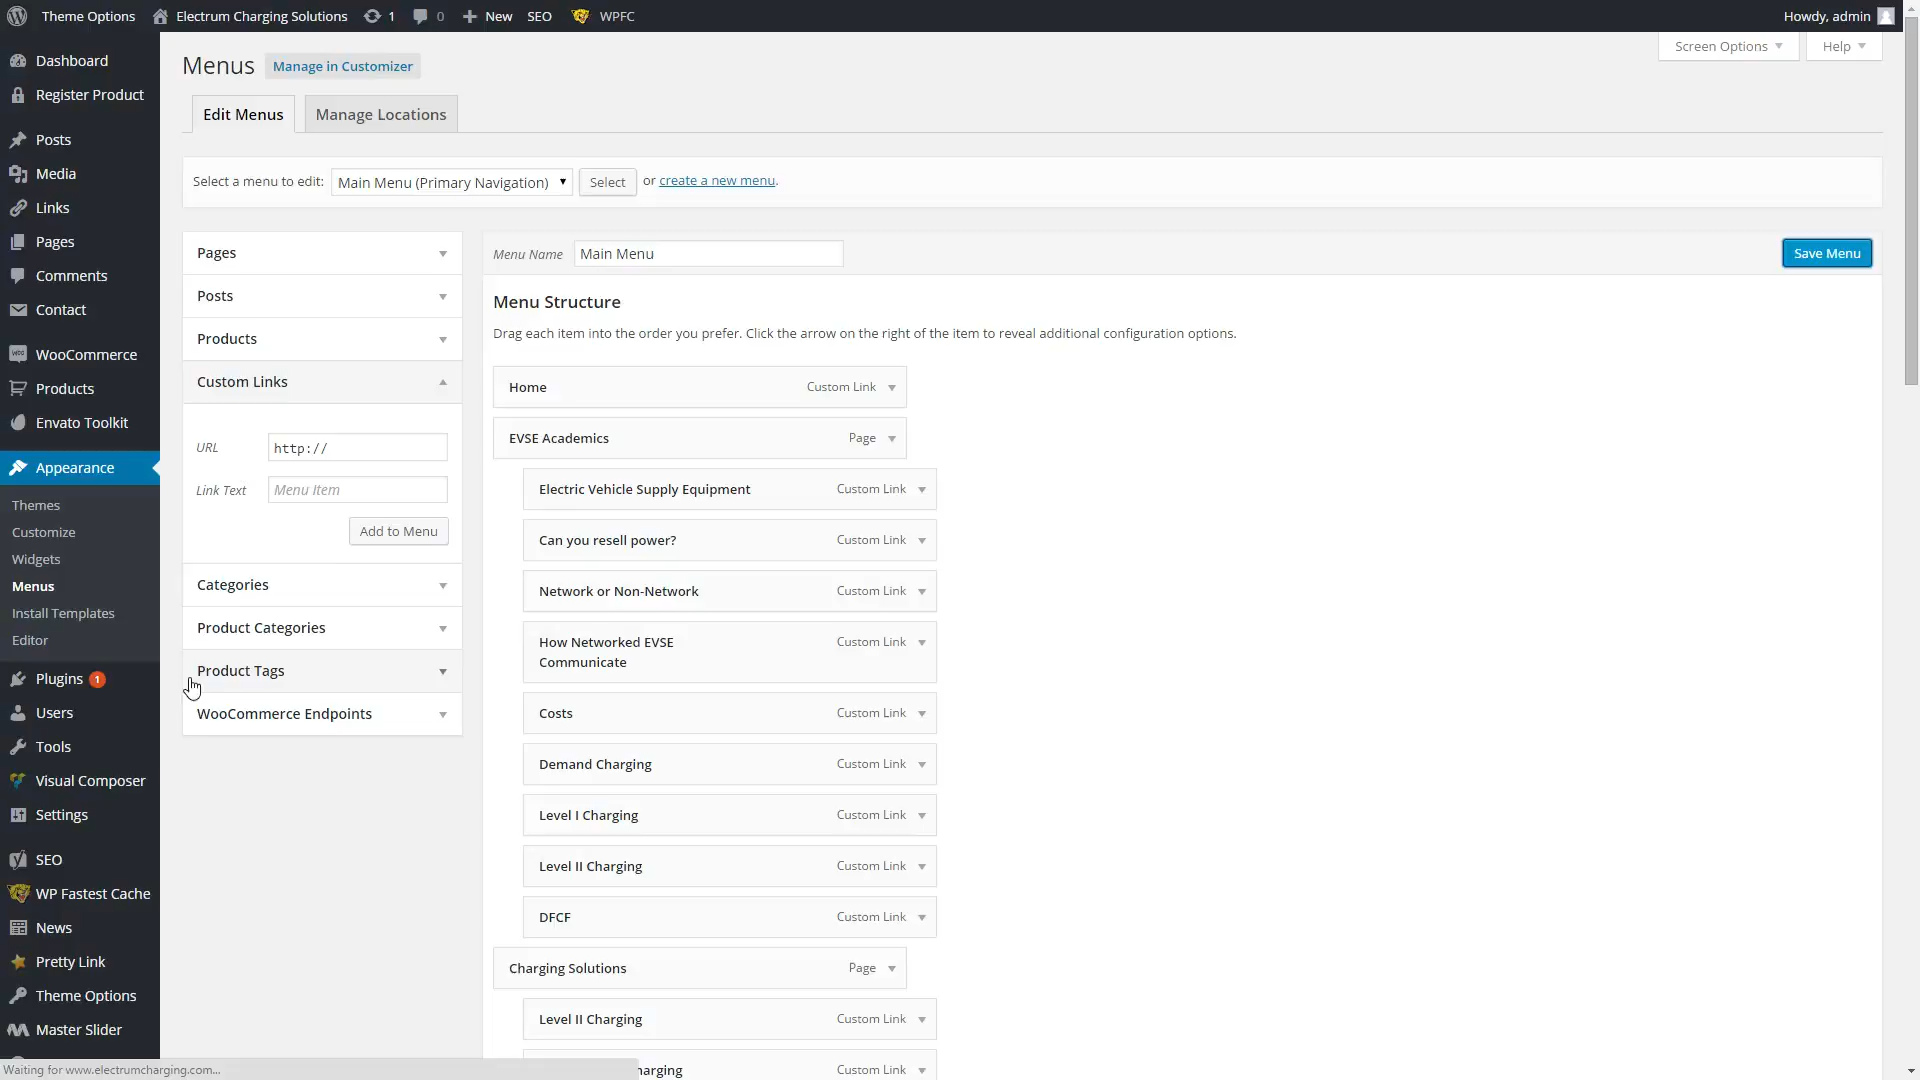 Theme Options
Electrum Charging Solutions
1
0
New
SEO
WPFC
Howdy, admin
Dashboard
Register Product
Posts
Media
Links
Pages
Comments
Contact
WooCommerce
Products
Envato Toolkit
Appearance
Themes
Customize
Widgets
Menus
Install Templates
Editor
Plugins 1
Users
Tools
Visual Composer
Settings
SEO
WP Fastest Cache
News
Pretty Link
Theme Options
Master Slider
Menus
Manage in Customizer
Screen Options
Help
Edit Menus
Manage Locations
Select a menu to edit:
Main Menu (Primary Navigation)
Select
or create a new menu.
Pages
Posts
Products
Custom Links
URL
http://
Link Text
Menu Item
Add to Menu
Categories
Product Categories
Product Tags
WooCommerce Endpoints
Menu Name
Main Menu
Save Menu
Menu Structure
Drag each item into the order you prefer. Click the arrow on the right of the item to reveal additional configuration options.
Home
Custom Link
EVSE Academics
Page
Electric Vehicle Supply Equipment
Custom Link
Can you resell power?
Custom Link
Network or Non-Network
Custom Link
How Networked EVSE
Communicate
Custom Link
Costs
Custom Link
Demand Charging
Custom Link
Level I Charging
Custom Link
Level II Charging
Custom Link
DFCF
Custom Link
Charging Solutions
Page
Level II Charging
Custom Link
Custom Link
Waiting for www.electrumcharging.com...